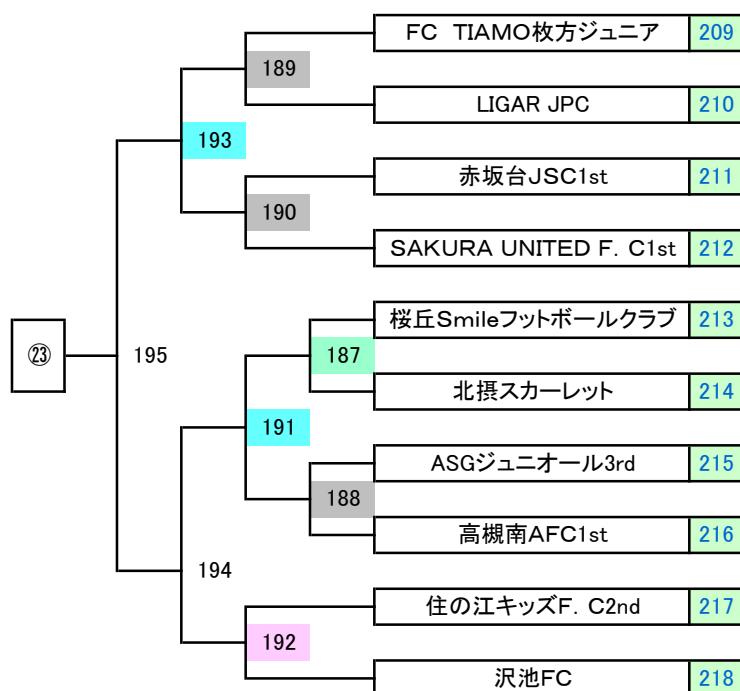 FC　TIAMO枚方ジュニア 209
189
LIGAR JPC 210
193
赤坂台JSC1st 211
190
SAKURA UNITED F．C1st 212
桜丘Smileフットボールクラブ 213
㉓ 195 187
北摂スカーレット 214
191
ASGジュニオール3rd 215
188
高槻南AFC1st 216
194
住の江キッズF．C2nd 217
192
沢池FC 218